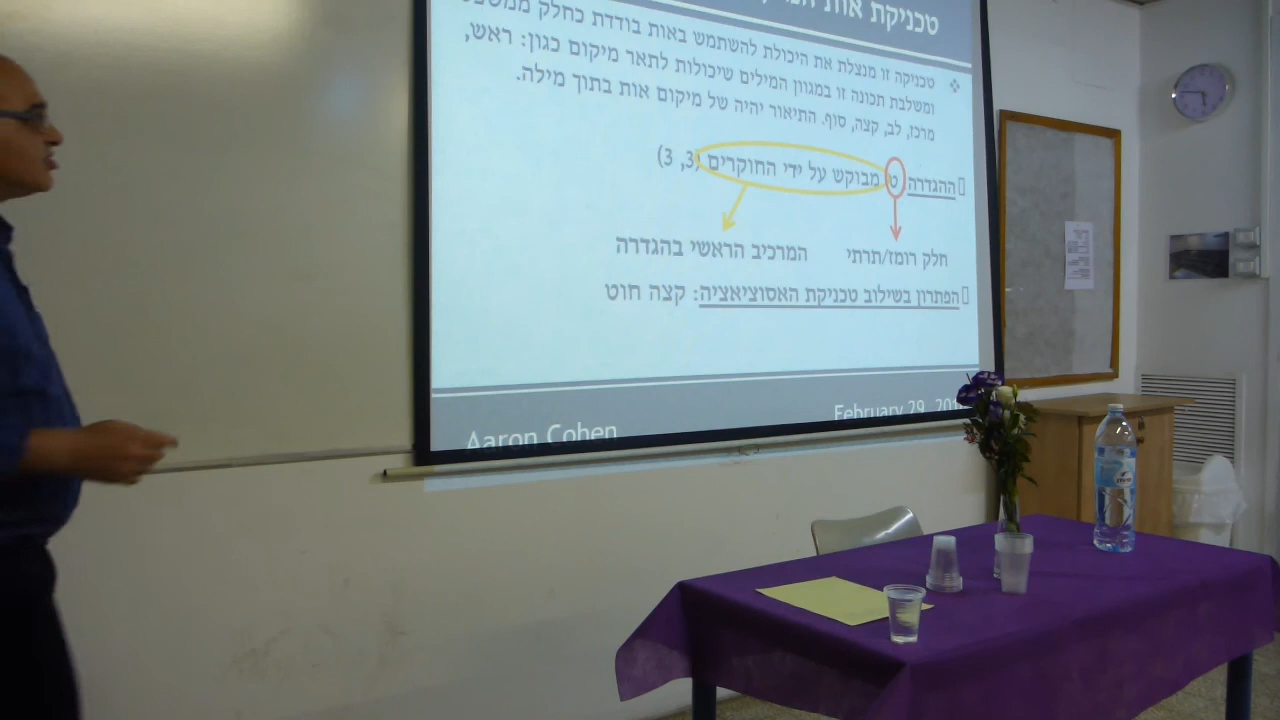 טכניקת אות
טכניקה זו מנצלת את היכולת להשתמש באות בודדת כחלק
ומשלבת תכונה זו במגוון המילים שיכולות לתאר מיקום כגון: ראש,
מרכז, לב, קצה, סוף. התיאור יהיה של מיקום אות בתוך מילה.
ההגדרה ט מבוקש על ידי החוקרים (3, 3)
חלק רומז/תרתי המרכיב הראשי בהגדרה
הפתרון בשילוב טכניקת האסוציאציה: קצה חוט
Aaron Cohen February 29,